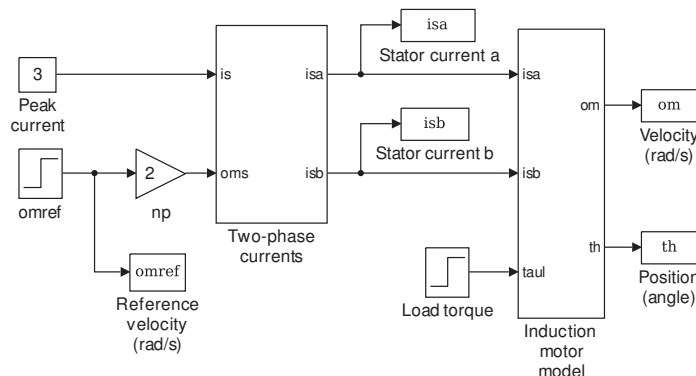 isa
Stator current a
3
is
isa
isa
Peak
current
om
om
isb
Velocity
(rad/s)
Stator current b
2
oms
isb
isb
omref
np
Two-phase
currents
th
th
omref
taul
Position
(angle)
Reference
velocity
(rad/s)
Load torque
Induction
motor
model